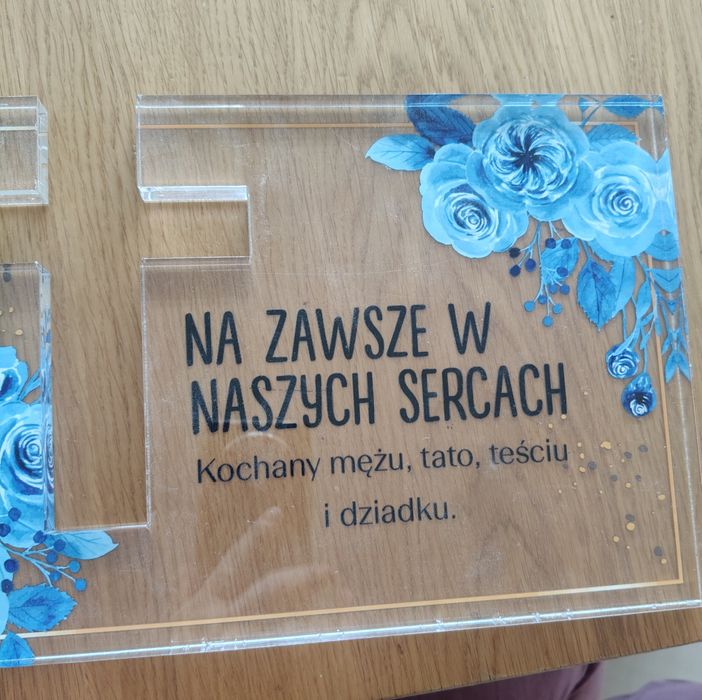 NA ZAWSZE W
NASZYCH SERCACH
Kochany mężu, tato, teściu
i dziadku.